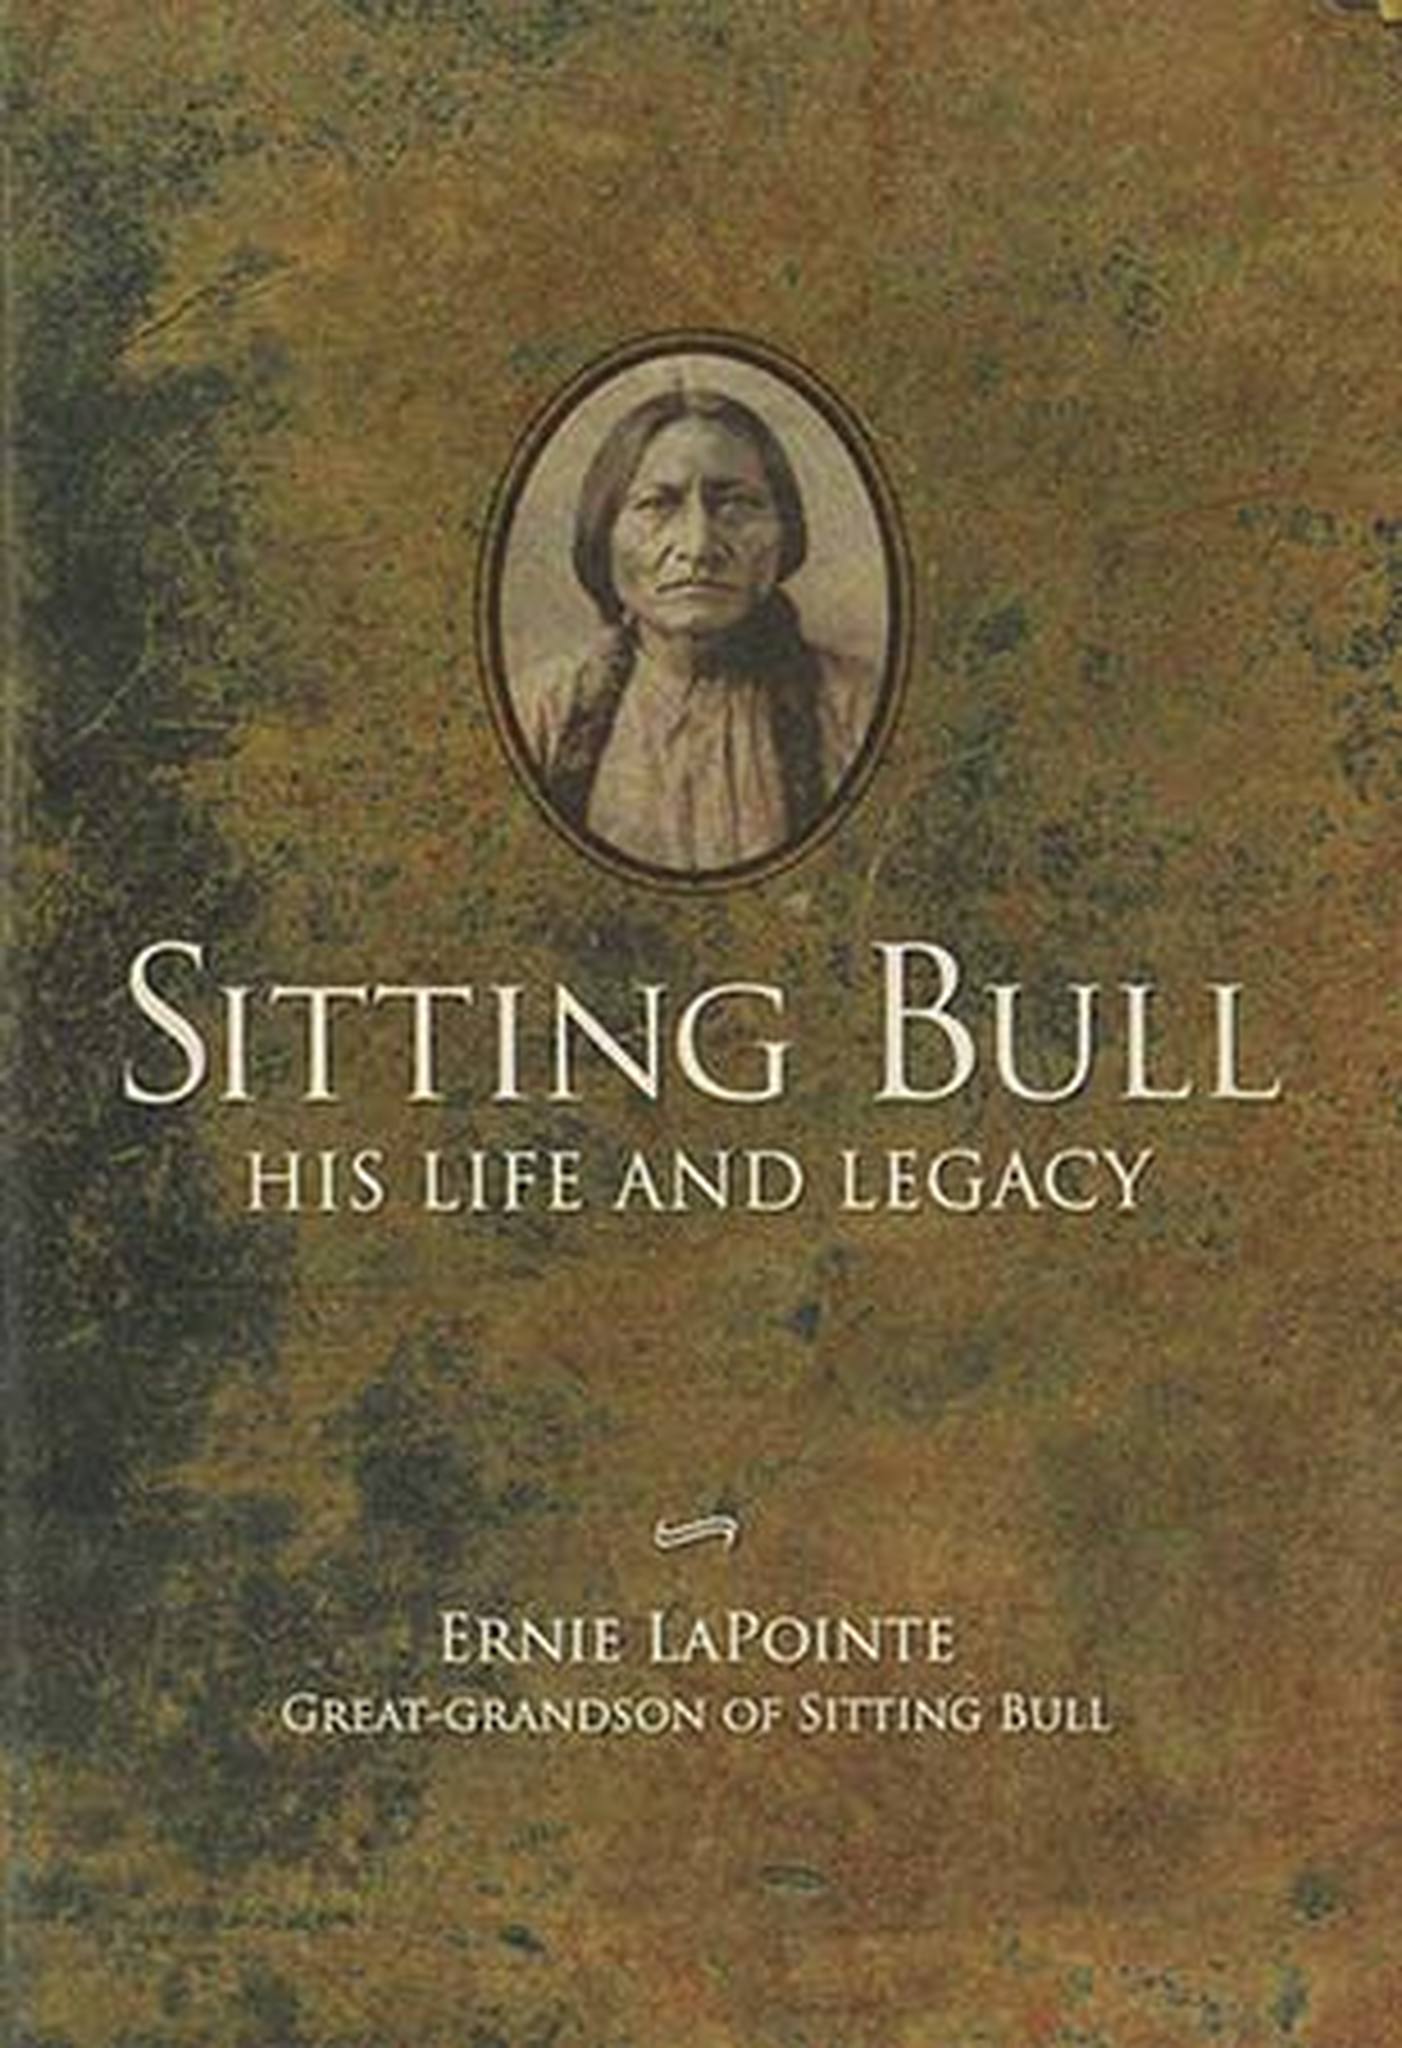 SITTING BULL
HIS LIFE AND LEGACY
ERNIE LAPOINTE
GREAT-GRANDSON OF SITTING BULL